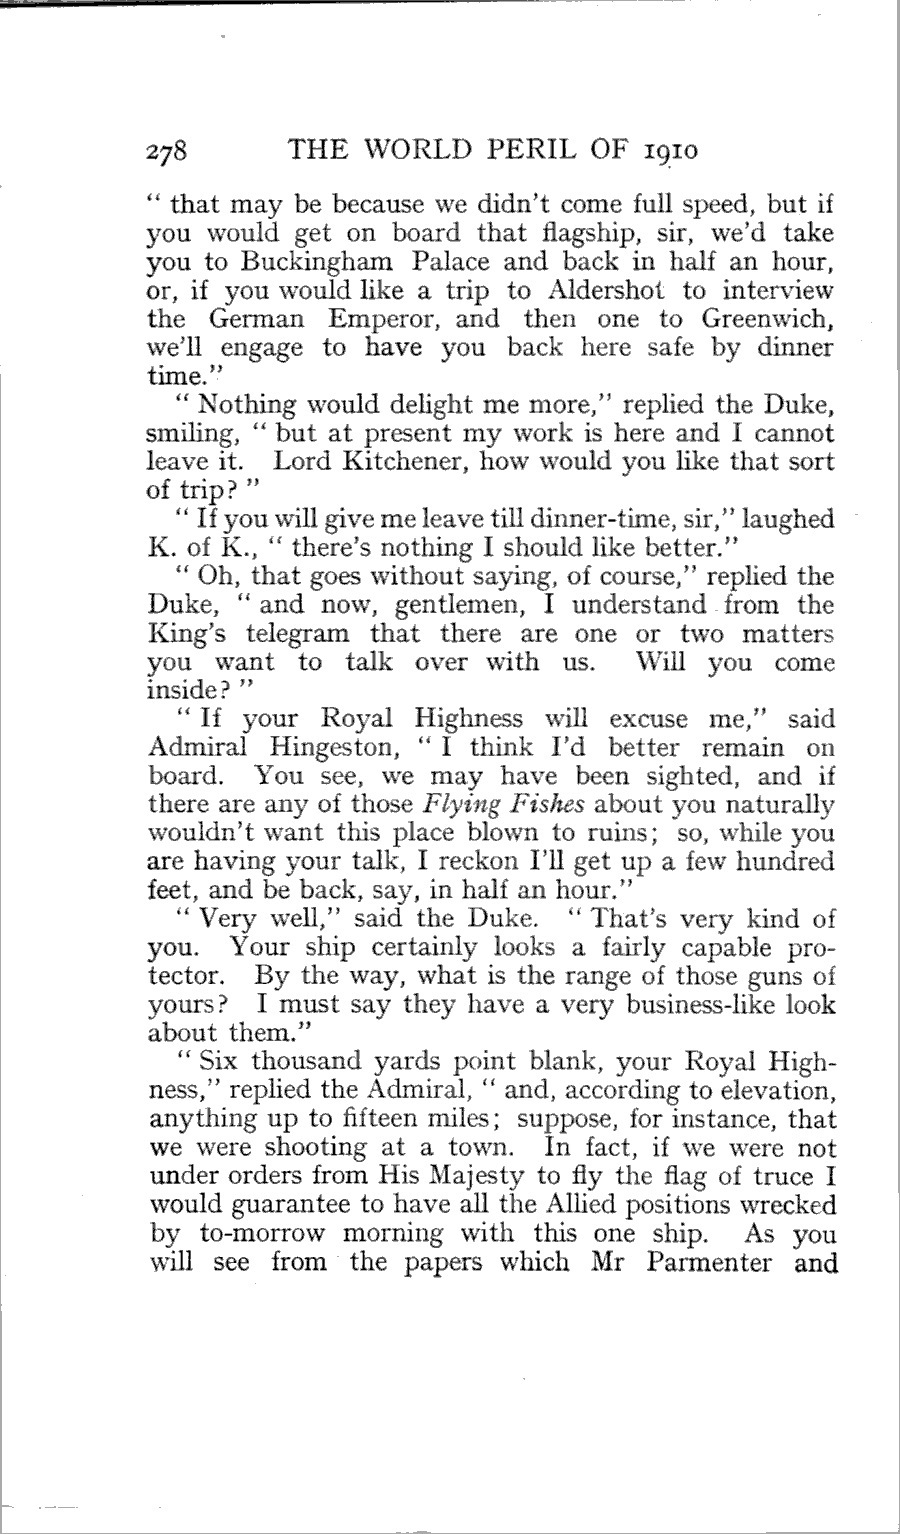 278 THE WORLD PERIL OF 1910
“ that may be because we didn’t come full speed, but if
you would get on board that flagship, sir, we’d take
you to Buckingham Palace and back in half an hour,
or, if you would like a trip to Aldershot to interview
the German Emperor, and then one to Greenwich,
we’ll engage to have you back here safe by dinner
time.”
“ Nothing would delight me more,” replied the Duke,
smiling, “ but at present my work is here and I cannot
leave it. Lord Kitchener, how would you like that sort
of trip? ”
“ If you will give me leave till dinner-time, sir,” laughed
K. of K., “ there’s nothing I should like better.”
“ Oh, that goes without saying, of course,” replied the
Duke, “ and now, gentlemen, I understand from the
King’s telegram that there are one or two matters
you want to talk over with us. Will you come
inside? ”
“ If your Royal Highness will excuse me,” said
Admiral Hingeston, “ I think I’d better remain on
board. You see, we may have been sighted, and if
there are any of those Flying Fishes about you naturally
wouldn’t want this place blown to ruins; so, while you
are having your talk, I reckon I’ll get up a few hundred
feet, and be back, say, in half an hour.”
“ Very well,” said the Duke. “ That’s very kind of
you. Your ship certainly looks a fairly capable pro-
tector. By the way, what is the range of those guns of
yours? I must say they have a very business-like look
about them.”
“ Six thousand yards point blank, your Royal High-
ness,” replied the Admiral, “ and, according to elevation,
anything up to fifteen miles; suppose, for instance, that
we were shooting at a town. In fact, if we were not
under orders from His Majesty to fly the flag of truce I
would guarantee to have all the Allied positions wrecked
by to-morrow morning with this one ship. As you
will see from the papers which Mr Parmenter and